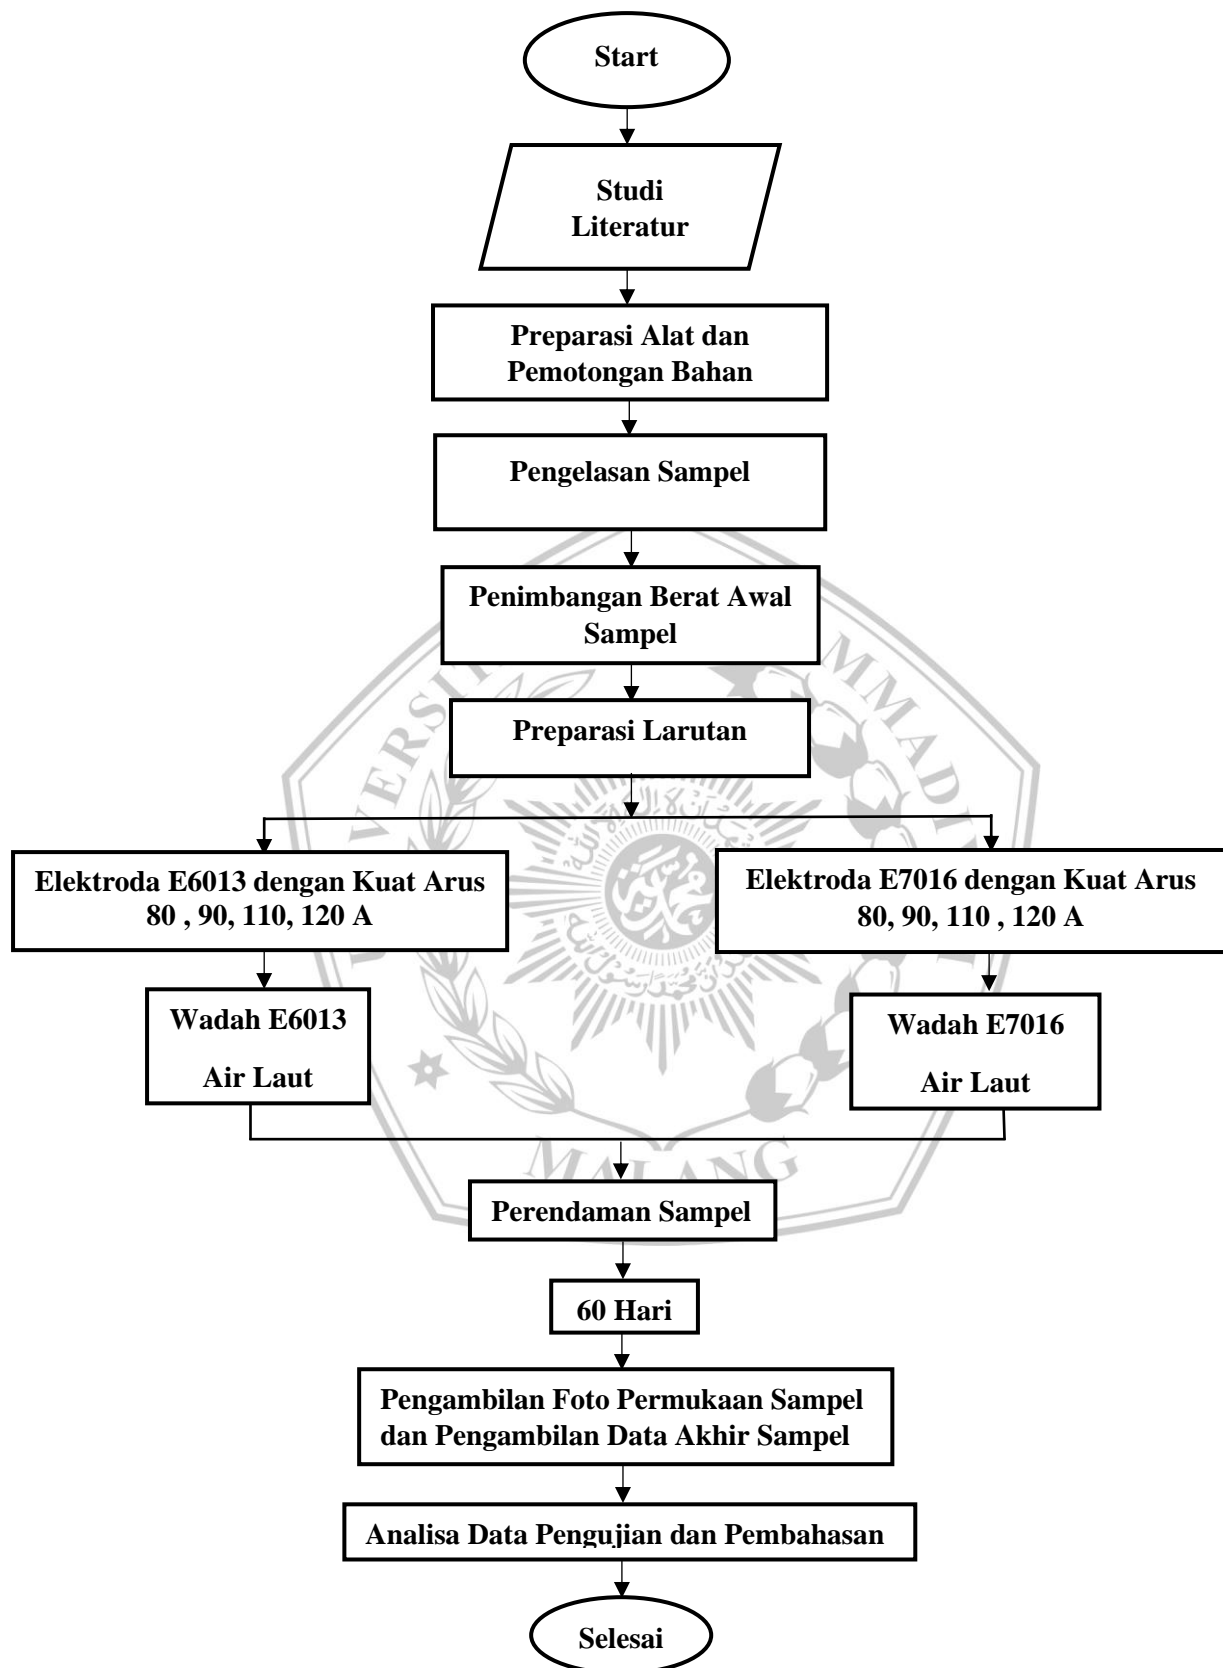 Start
Studi
Literatur
Preparasi Alat dan
Pemotongan Bahan
Pengelasan Sampel
Penimbangan Berat Awal
Sampel
Preparasi Larutan
Elektroda E6013 dengan Kuat Arus
80 , 90, 110, 120 A
Elektroda E7016 dengan Kuat Arus
80, 90, 110 , 120 A
Wadah E6013
Air Laut
Wadah E7016
Air Laut
MALANG
Perendaman Sampel
60 Hari
Pengambilan Foto Permukaan Sampel
dan Pengambilan Data Akhir Sampel
Analisa Data Pengujian dan Pembahasan
Selesai